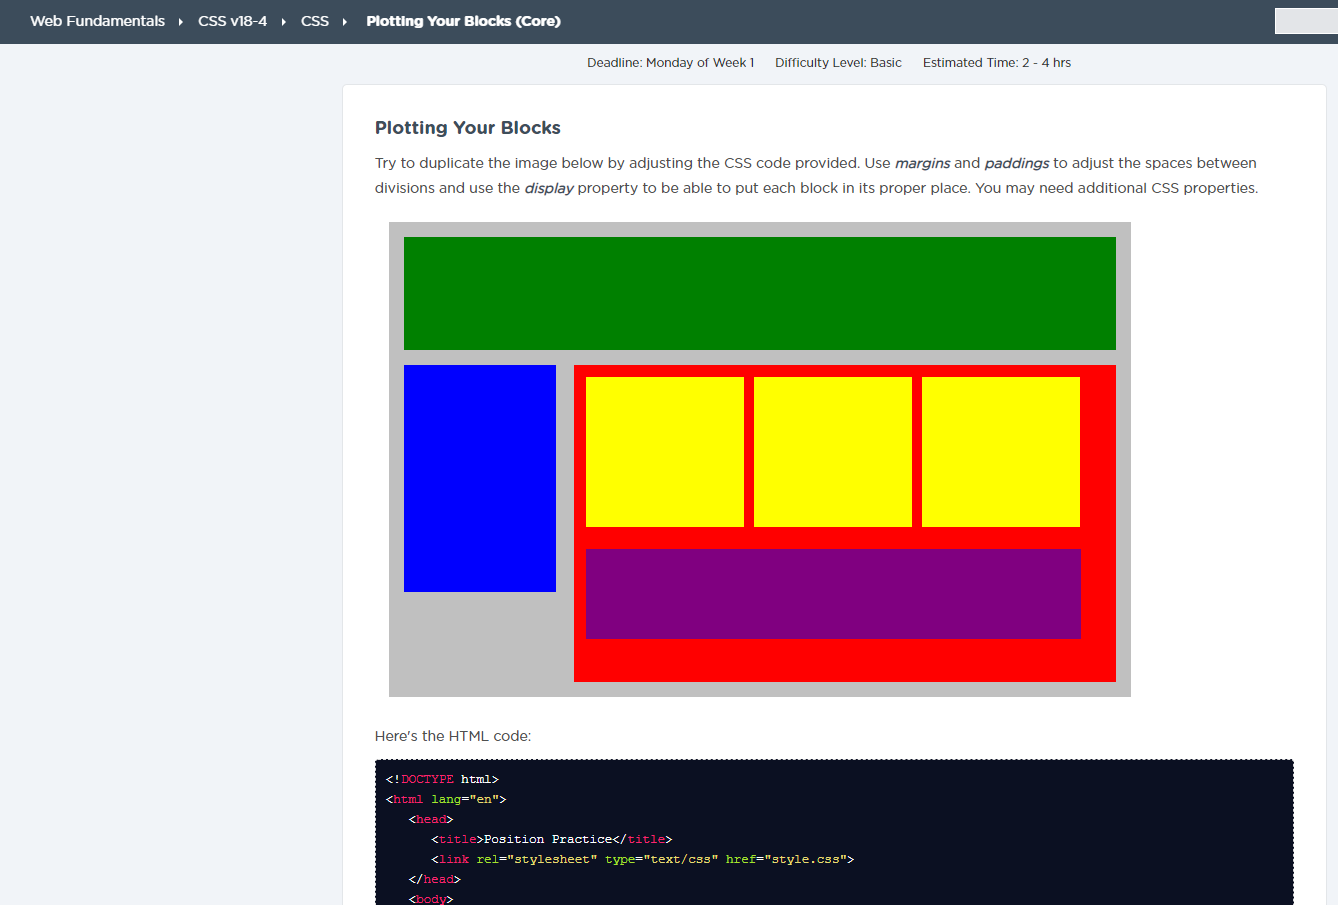 Web Fundamentals CSS v18-4 CSS Plotting Your Blocks (Core)
Deadline: Monday of Week 1 Difficulty Level: Basic Estimated Time: 2 - 4 hrs
Plotting Your Blocks
Try to duplicate the image below by adjusting the CSS code provided. Use margins and paddings to adjust the spaces between
divisions and use the display property to be able to put each block in its proper place. You may need additional CSS properties.
Here's the HTML code:
<!DOCTYPE html>
<html lang="en">
<head>
<title>Position Practice</title>
<link rel="stylesheet" type="text/css" href="style.css">
</head>
<body>